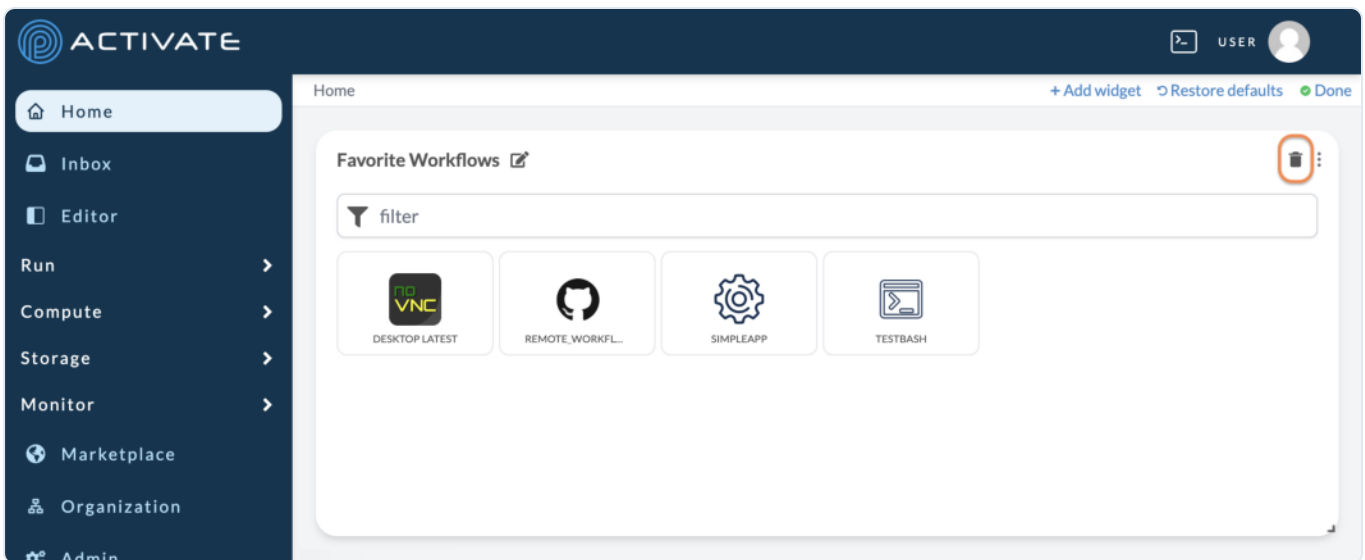 ACTIVATE
USER
Home
Inbox
Editor
Run
Compute
Storage
Monitor
Marketplace
Organization
Admin
Home
+ Add widget Restore defaults Done
Favorite Workflows
filter
no
VNC
DESKTOP LATEST
REMOTE_WORKFL...
SIMPLEAPP
TESTBASH